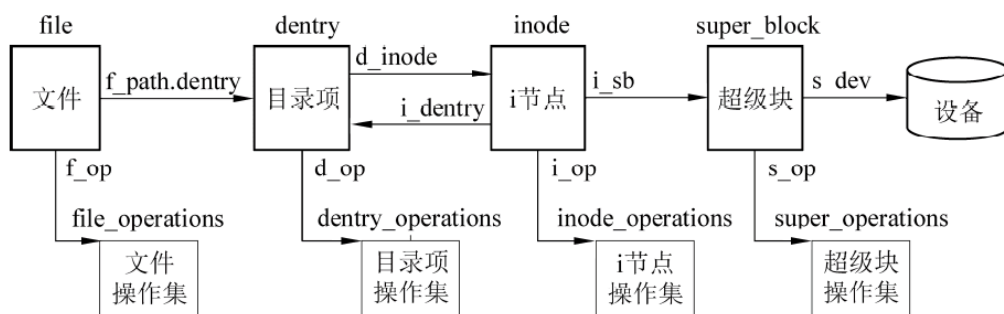 file
dentry
inode
super_block
文件
f_path.dentry
目录项
d_inode
i_dentry
i节点
i_sb
超级块
s_dev
设备
f_op
d_op
i_op
s_op
file_operations
dentry_operations
inode_operations
super_operations
文件
操作集
目录项
操作集
i节点
操作集
超级块
操作集